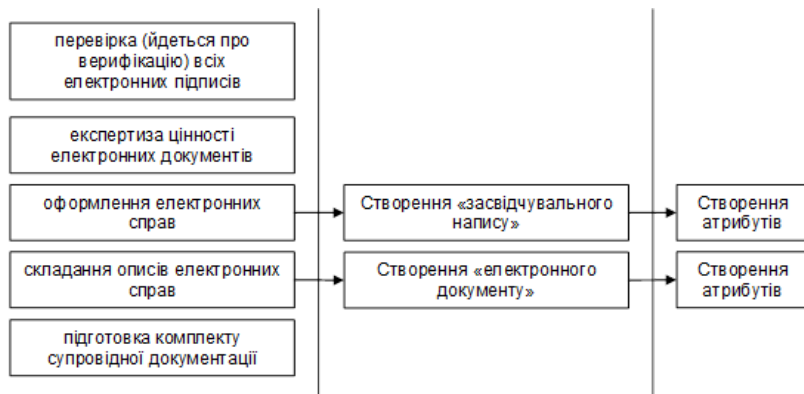 перевірка (йдеться про
верифікацію) всіх
електронних підписів
експертиза цінності
електронних документів
оформлення електронних
справ
Створення «засвідчувального
напису»
Створення
атрибутів
складання описів електронних
справ
Створення «електронного
документу»
Створення
атрибутів
підготовка комплекту
супровідної документації